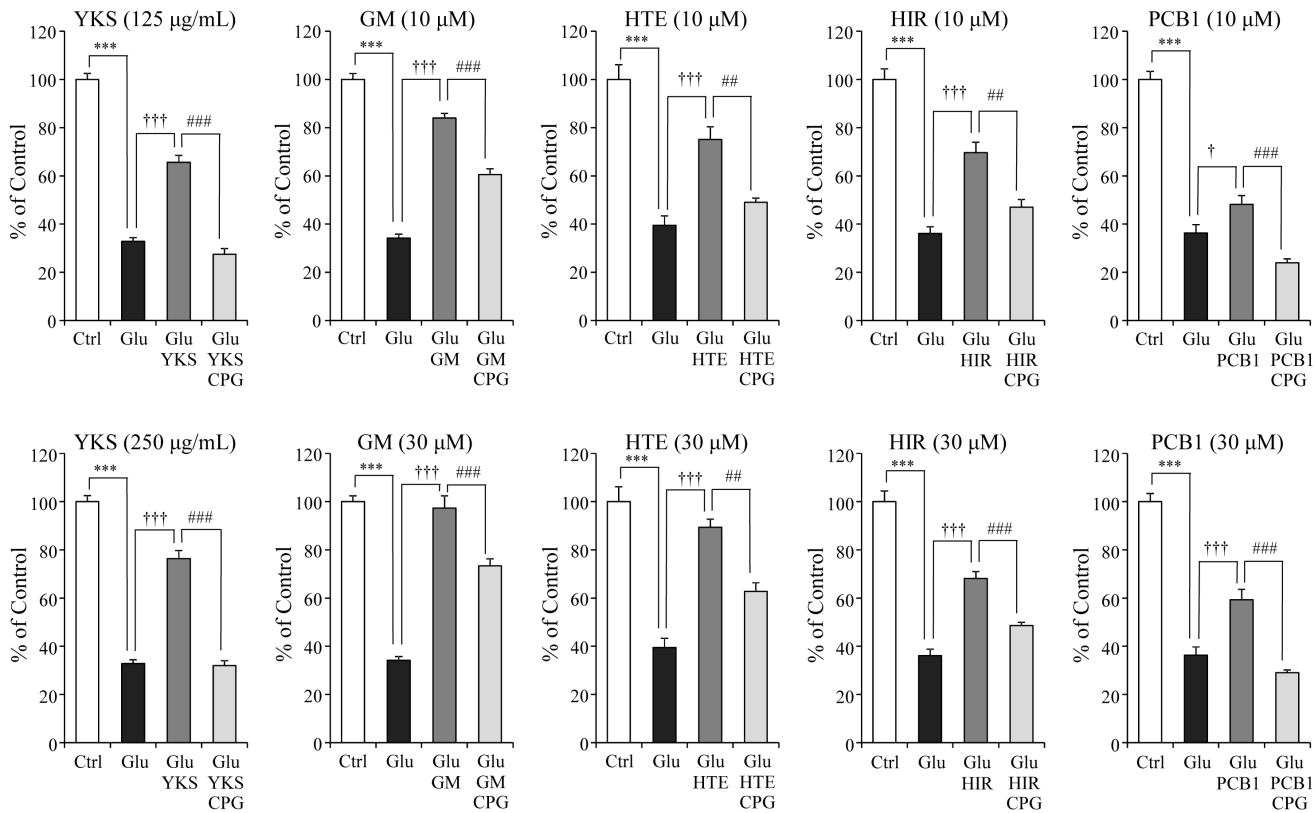 YKS (125 μg/mL)
120
100
80
60
40
20
0
% of Control
***
†††
###
Ctrl
Glu
Glu
YKS
Glu
YKS
CPG
GM (10 μM)
120
100
80
60
40
20
0
% of Control
***
†††
###
Ctrl
Glu
Glu
GM
Glu
GM
CPG
HTE (10 μM)
120
100
80
60
40
20
0
% of Control
***
†††
##
Ctrl
Glu
Glu
HTE
Glu
HTE
CPG
HIR (10 μM)
120
100
80
60
40
20
0
% of Control
***
†††
##
Ctrl
Glu
Glu
HIR
Glu
HIR
CPG
PCB1 (10 μM)
120
100
80
60
40
20
0
% of Control
***
†
###
Ctrl
Glu
Glu
PCB1
Glu
PCB1
CPG
YKS (250 μg/mL)
120
100
80
60
40
20
0
% of Control
***
†††
###
Ctrl
Glu
Glu
YKS
Glu
YKS
CPG
GM (30 μM)
120
100
80
60
40
20
0
% of Control
***
†††
###
Ctrl
Glu
Glu
GM
Glu
GM
CPG
HTE (30 μM)
120
100
80
60
40
20
0
% of Control
***
†††
##
Ctrl
Glu
Glu
HTE
Glu
HTE
CPG
HIR (30 μM)
120
100
80
60
40
20
0
% of Control
***
†††
###
Ctrl
Glu
Glu
HIR
Glu
HIR
CPG
PCB1 (30 μM)
120
100
80
60
40
20
0
% of Control
***
†††
###
Ctrl
Glu
Glu
PCB1
Glu
PCB1
CPG